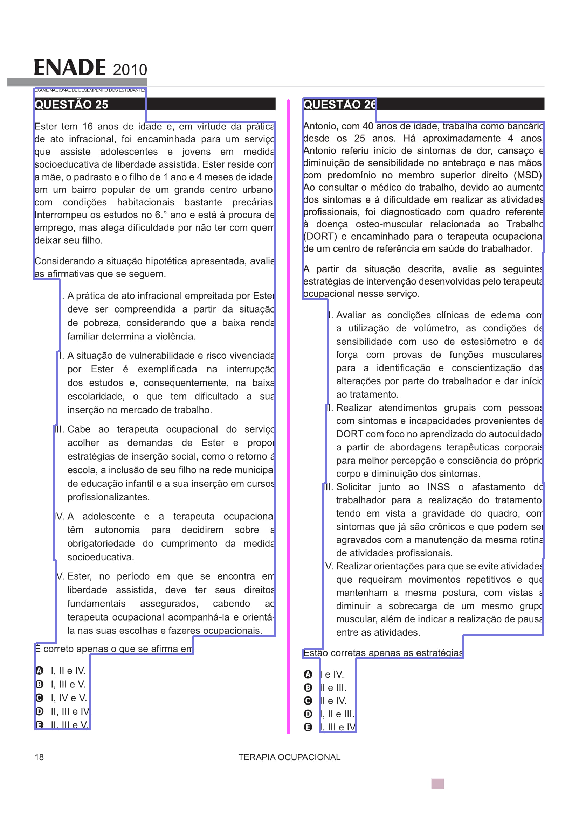 ENADE 2010
EXAME NACIONAL DE DESEMPENHO DOS ESTUDANTES
QUESTÃO 25
Ester tem 16 anos de idade e, em virtude da prática
de ato infracional, foi encaminhada para um serviço
que assiste adolescentes e jovens em medida
socioeducativa de liberdade assistida. Ester reside com
a mãe, o padrasto e o filho de 1 ano e 4 meses de idade
em um bairro popular de um grande centro urbano
com condições habitacionais bastante precárias.
Interrompeu os estudos no 6.° ano e está à procura de
emprego, mas alega dificuldade por não ter com quem
deixar seu filho.
Considerando a situação hipotética apresentada, avalie
as afirmativas que se seguem.
I. A prática de ato infracional empreitada por Ester
deve ser compreendida a partir da situação
de pobreza, considerando que a baixa renda
familiar determina a violência.
II. A situação de vulnerabilidade e risco vivenciada
por Ester é exemplificada na interrupção
dos estudos e, consequentemente, na baixa
escolaridade, o que tem dificultado a sua
inserção no mercado de trabalho.
III. Cabe ao terapeuta ocupacional do serviço
acolher as demandas de Ester e propor
estratégias de inserção social, como o retorno à
escola, a inclusão de seu filho na rede municipal
de educação infantil e a sua inserção em cursos
profissionalizantes.
IV. A adolescente e a terapeuta ocupacional
têm autonomia para decidirem sobre a
obrigatoriedade do cumprimento da medida
socioeducativa.
V. Ester, no período em que se encontra em
liberdade assistida, deve ter seus direitos
fundamentais assegurados, cabendo ao
terapeuta ocupacional acompanhá-la e orientá-
la nas suas escolhas e fazeres ocupacionais.
É correto apenas o que se afirma em
A I, II e IV.
B I, III e V.
C I, IV e V.
D II, III e IV.
E II, III e V.
QUESTÃO 26
Antonio, com 40 anos de idade, trabalha como bancário
desde os 25 anos. Há aproximadamente 4 anos,
Antonio referiu início de sintomas de dor, cansaço e
diminuição de sensibilidade no antebraço e nas mãos,
com predomínio no membro superior direito (MSD).
Ao consultar o médico do trabalho, devido ao aumento
dos sintomas e à dificuldade em realizar as atividades
profissionais, foi diagnosticado com quadro referente
à doença osteo-muscular relacionada ao Trabalho
(DORT) e encaminhado para o terapeuta ocupacional
de um centro de referência em saúde do trabalhador.
A partir da situação descrita, avalie as seguintes
estratégias de intervenção desenvolvidas pelo terapeuta
ocupacional nesse serviço.
I. Avaliar as condições clínicas de edema com
a utilização de volúmetro, as condições de
sensibilidade com uso de estesiômetro e de
força com provas de funções musculares,
para a identificação e conscientização das
alterações por parte do trabalhador e dar início
ao tratamento.
II. Realizar atendimentos grupais com pessoas
com sintomas e incapacidades provenientes de
DORT com foco no aprendizado do autocuidado,
a partir de abordagens terapêuticas corporais
para melhor percepção e consciência do próprio
corpo e diminuição dos sintomas.
III. Solicitar junto ao INSS o afastamento do
trabalhador para a realização do tratamento,
tendo em vista a gravidade do quadro, com
sintomas que já são crônicos e que podem ser
agravados com a manutenção da mesma rotina
de atividades profissionais.
IV. Realizar orientações para que se evite atividades
que requeiram movimentos repetitivos e que
mantenham a mesma postura, com vistas a
diminuir a sobrecarga de um mesmo grupo
muscular, além de indicar a realização de pausa
entre as atividades.
Estão corretas apenas as estratégias
A I e IV.
B II e III.
C II e IV.
D I, II e III.
E I, III e IV.
18
TERAPIA OCUPACIONAL